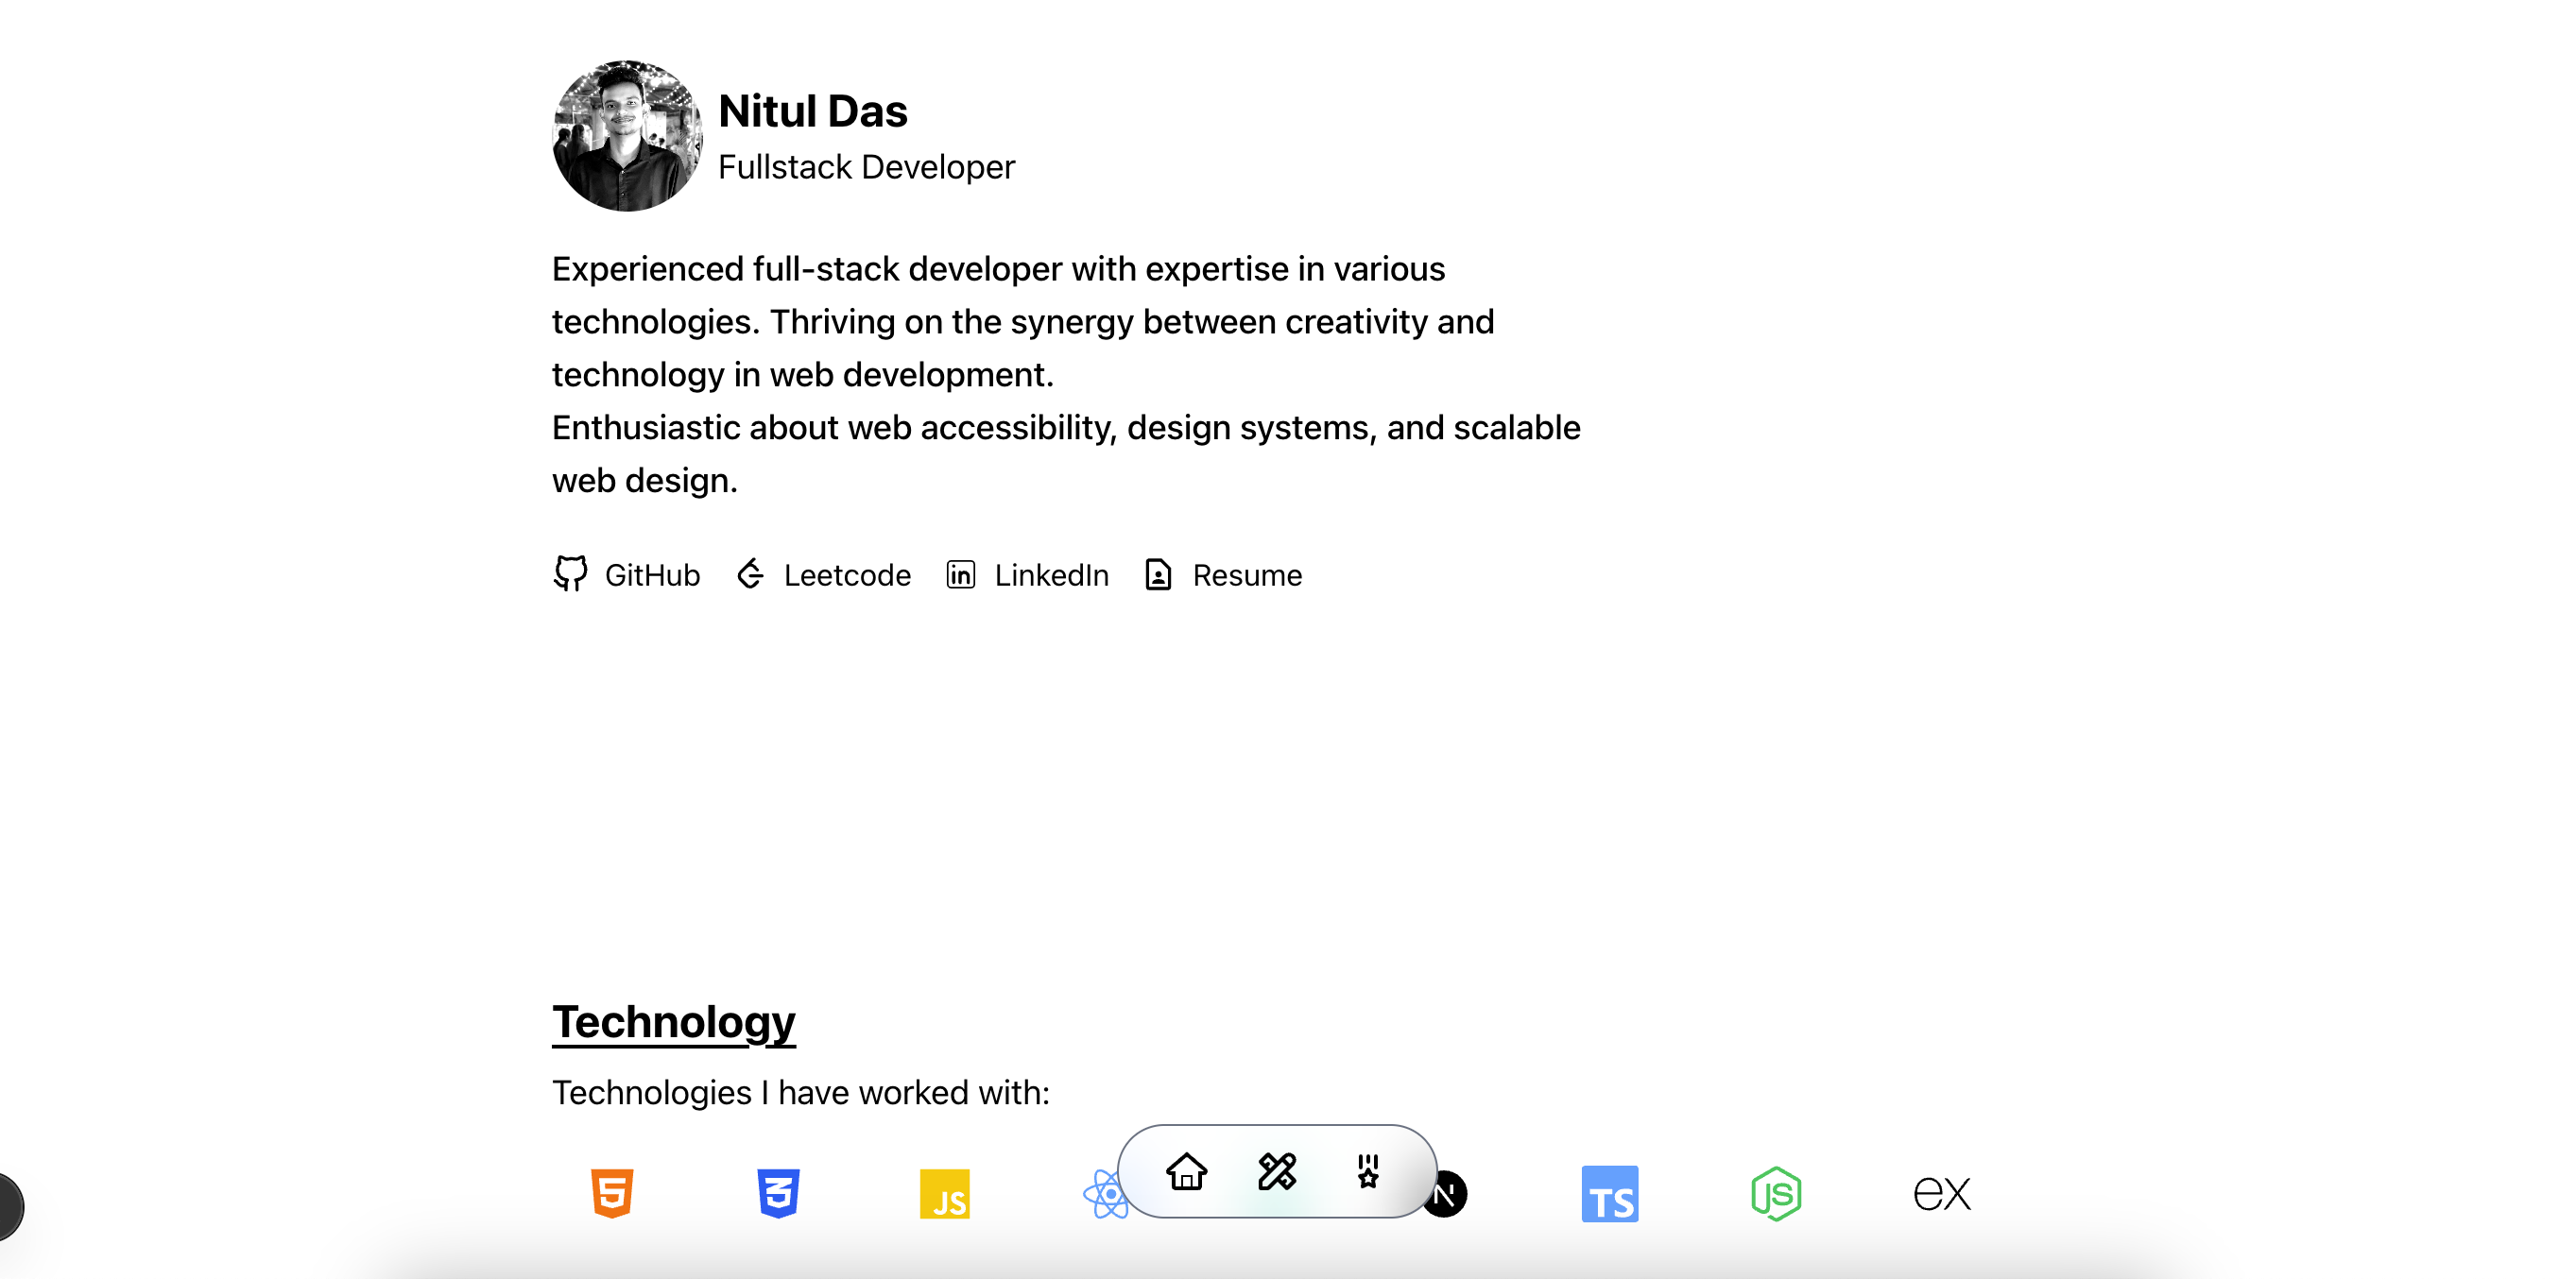 Nitul Das
Fullstack Developer
Experienced full-stack developer with expertise in various
technologies. Thriving on the synergy between creativity and
technology in web development.
Enthusiastic about web accessibility, design systems, and scalable
web design.
GitHub Leetcode LinkedIn Resume
Technology
Technologies I have worked with:
5 3 JS N TS JS ex